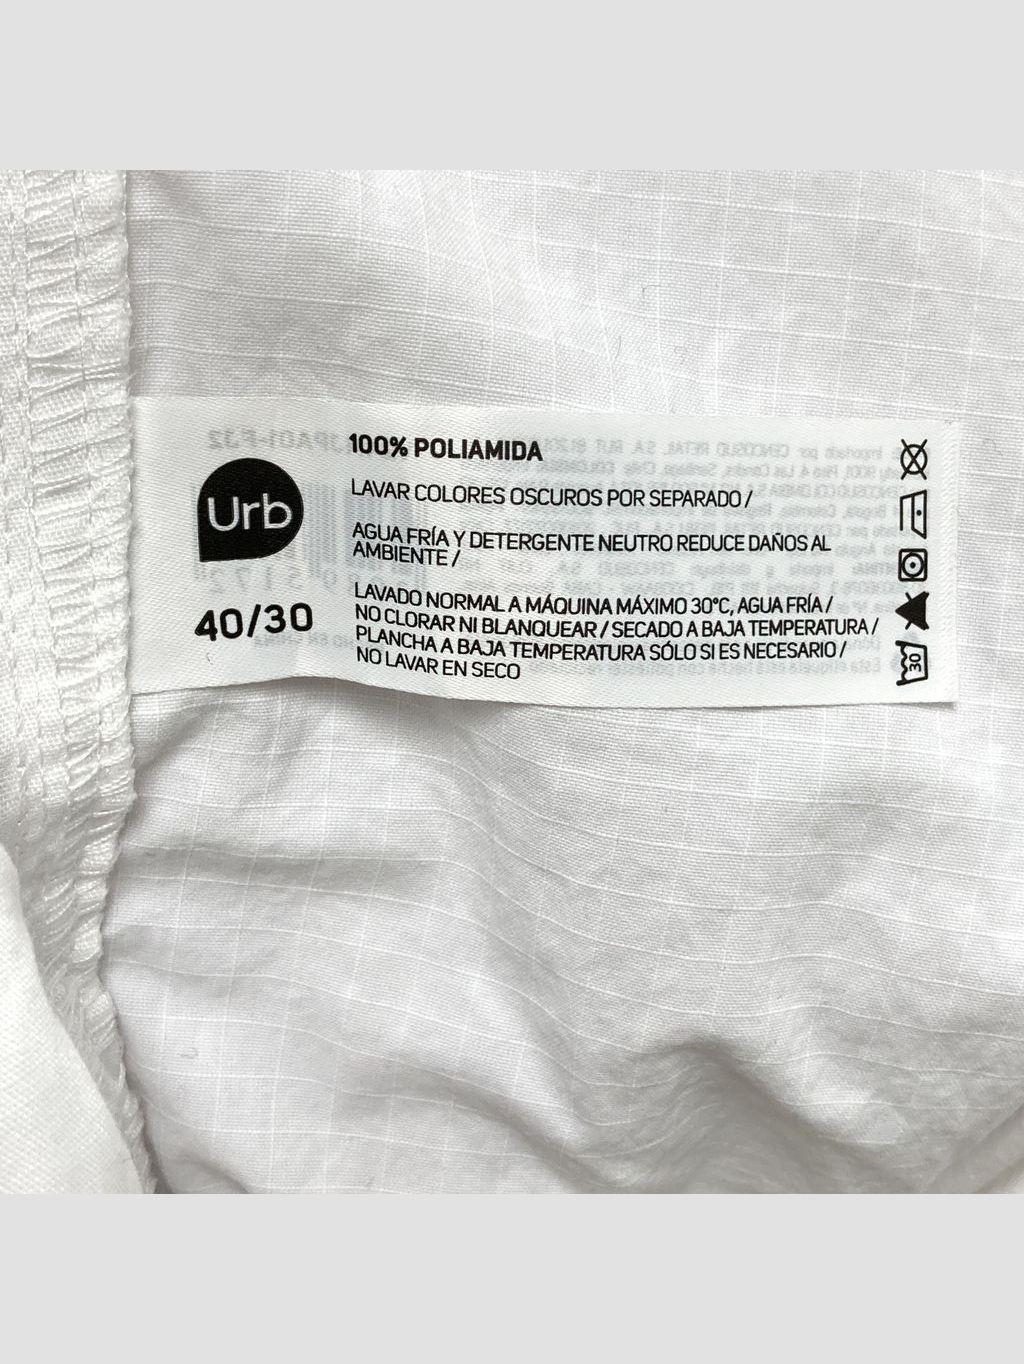 Urb
40/30
100% POLIAMIDA
LAVAR COLORES OSCUROS POR SEPARADO /
AGUA FRÍA Y DETERGENTE NEUTRO REDUCE DAÑOS AL
AMBIENTE /
LAVADO NORMAL A MÁQUINA MÁXIMO 30°C, AGUA FRÍA /
NO CLORAR NI BLANQUEAR / SECADO A BAJA TEMPERATURA /
PLANCHA A BAJA TEMPERATURA SÓLO SI ES NECESARIO /
NO LAVAR EN SECO
30